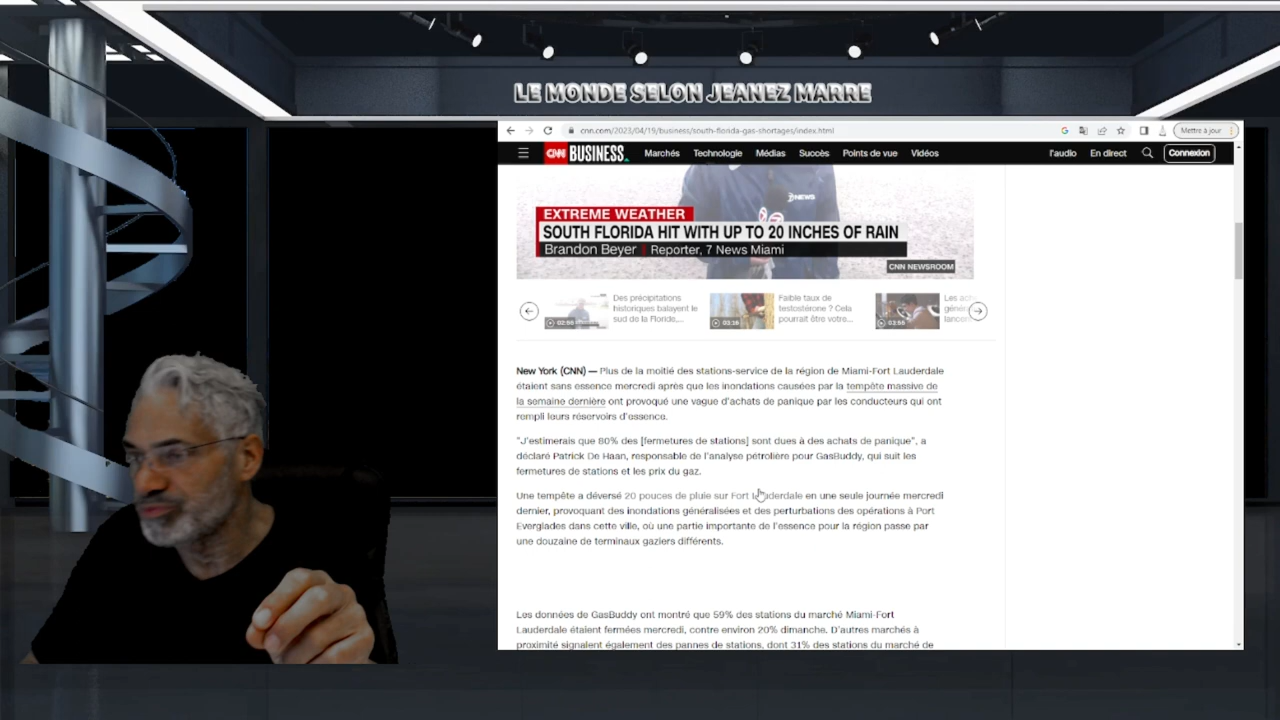 LE MONDE SELON JEANEZ MARRE
cnn.com/2023/04/19/business/south-florida-gas-shortages/index.html
Mettre à jour
CNN BUSINESS Marchés Technologie Médias Succès Points de vue Vidéos l'audio En direct Connexion
7NEWS
EXTREME WEATHER
SOUTH FLORIDA HIT WITH UP TO 20 INCHES OF RAIN
Brandon Beyer Reporter, 7 News Miami
CNN NEWSROOM
Des précipitations
historiques balayent le
sud de la Floride,...
Faible taux de
testostérone ? Cela
pourrait être votre...
Les
génér
lancen
New York (CNN) — Plus de la moitié des stations-service de la région de Miami-Fort Lauderdale
étaient sans essence mercredi après que les inondations causées par la tempête massive de
la semaine dernière ont provoqué une vague d'achats de panique par les conducteurs qui ont
rempli leurs réservoirs d'essence.
"J'estimerais que 80% des [fermetures de stations] sont dues à des achats de panique", a
déclaré Patrick De Haan, responsable de l'analyse pétrolière pour GasBuddy, qui suit les
fermetures de stations et les prix du gaz.
Une tempête a déversé 20 pouces de pluie sur Fort Lauderdale en une seule journée mercredi
dernier, provoquant des inondations généralisées et des perturbations des opérations à Port
Everglades dans cette ville, où une partie importante de l'essence pour la région passe par
une douzaine de terminaux gaziers différents.
Les données de GasBuddy ont montré que 59% des stations du marché Miami-Fort
Lauderdale étaient fermées mercredi, contre environ 20% dimanche. D'autres marchés à
proximité signalent également des pannes de stations, dont 31% des stations du marché de